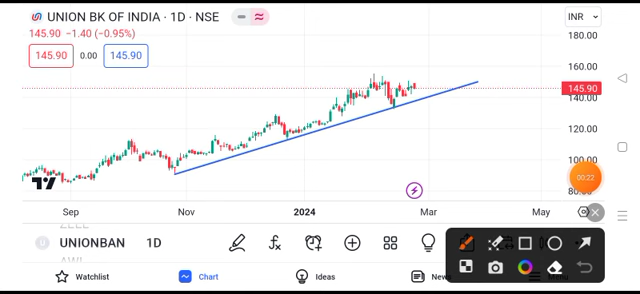 UNION BK OF INDIA · 1D · NSE
INR
145.90 −1.40 (−0.95%)
145.90 0.00 145.90
180.00
160.00
145.90
140.00
120.00
100.00
80.00
00:22
Sep Nov 2024 Mar May
UNIONBAN 1D
Watchlist Chart Ideas News